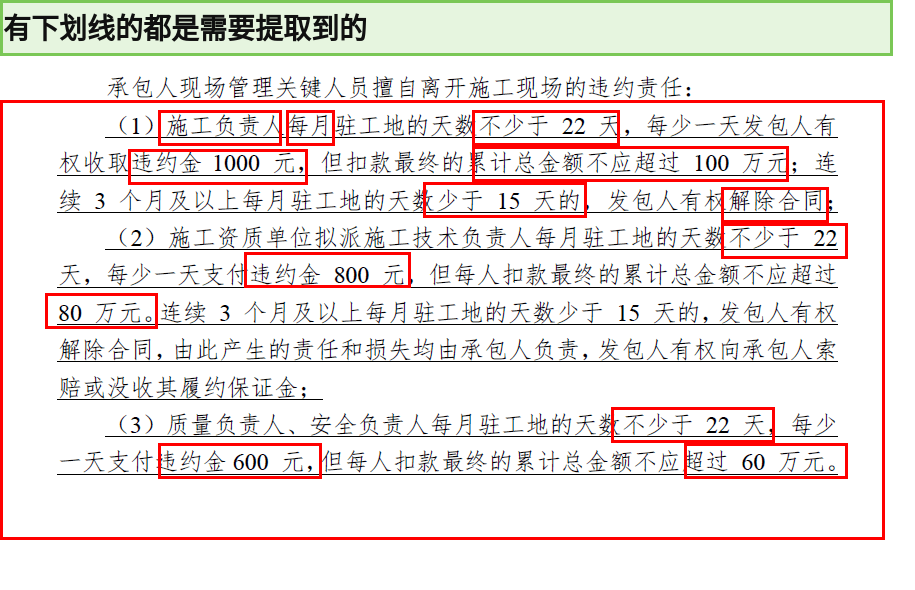 有下划线的都是需要提取到的
承包人现场管理关键人员擅自离开施工现场的违约责任：
（1）施工负责人每月驻工地的天数不少于 22 天，每少一天发包人有
权收取违约金 1000 元，但扣款最终的累计总金额不应超过 100 万元；连
续 3 个月及以上每月驻工地的天数少于 15 天的，发包人有权解除合同；
（2）施工资质单位拟派施工技术负责人每月驻工地的天数不少于 22
天，每少一天支付违约金 800 元，但每人扣款最终的累计总金额不应超过
80 万元。连续 3 个月及以上每月驻工地的天数少于 15 天的，发包人有权
解除合同，由此产生的责任和损失均由承包人负责，发包人有权向承包人索
赔或没收其履约保证金；
（3）质量负责人、安全负责人每月驻工地的天数不少于 22 天，每少
一天支付违约金 600 元，但每人扣款最终的累计总金额不应超过 60 万元。